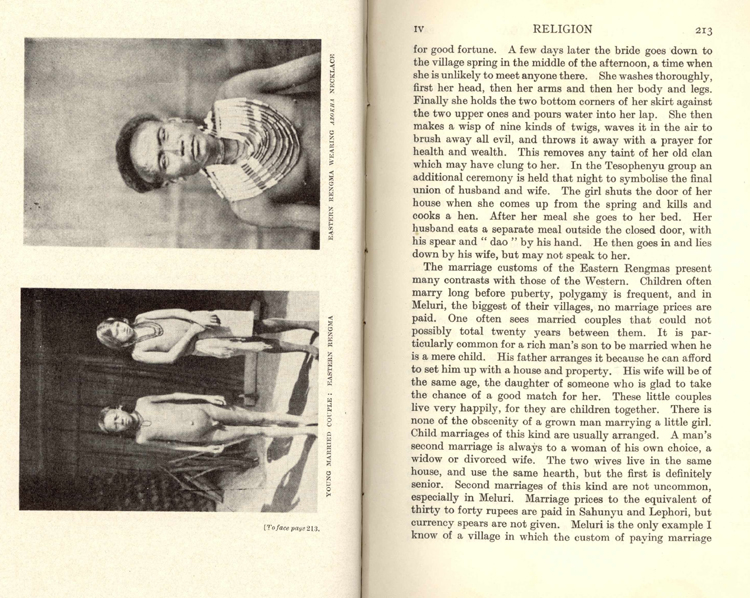 EASTERN RENGMA WEARING AZOGHA NECKLACE
YOUNG MARRIED COUPLE: EASTERN RENGMA
[To face page 213.
IV RELIGION 213
for good fortune. A few days later the bride goes down to
the village spring in the middle of the afternoon, a time when
she is unlikely to meet anyone there. She washes thoroughly,
first her head, then her arms and then her body and legs.
Finally she holds the two bottom corners of her skirt against
the two upper ones and pours water into her lap. She then
makes a wisp of nine kinds of twigs, waves it in the air to
brush away all evil, and throws it away with a prayer for
health and wealth. This removes any taint of her old clan
which may have clung to her. In the Tesophenyu group an
additional ceremony is held that night to symbolise the final
union of husband and wife. The girl shuts the door of her
house when she comes up from the spring and kills and
cooks a hen. After her meal she goes to her bed. Her
husband eats a separate meal outside the closed door, with
his spear and " dao " by his hand. He then goes in and lies
down by his wife, but may not speak to her.
The marriage customs of the Eastern Rengmas present
many contrasts with those of the Western. Children often
marry long before puberty, polygamy is frequent, and in
Meluri, the biggest of their villages, no marriage prices are
paid. One often sees married couples that could not
possibly total twenty years between them. It is par-
ticularly common for a rich man's son to be married when he
is a mere child. His father arranges it because he can afford
to set him up with a house and property. His wife will be of
the same age, the daughter of someone who is glad to take
the chance of a good match for her. These little couples
live very happily, for they are children together. There is
none of the obscenity of a grown man marrying a little girl.
Child marriages of this kind are usually arranged. A man's
second marriage is always to a woman of his own choice, a
widow or divorced wife. The two wives live in the same
house, and use the same hearth, but the first is definitely
senior. Second marriages of this kind are not uncommon,
especially in Meluri. Marriage prices to the equivalent of
thirty to forty rupees are paid in Sahunyu and Lephori, but
currency spears are not given. Meluri is the only example I
know of a village in which the custom of paying marriage